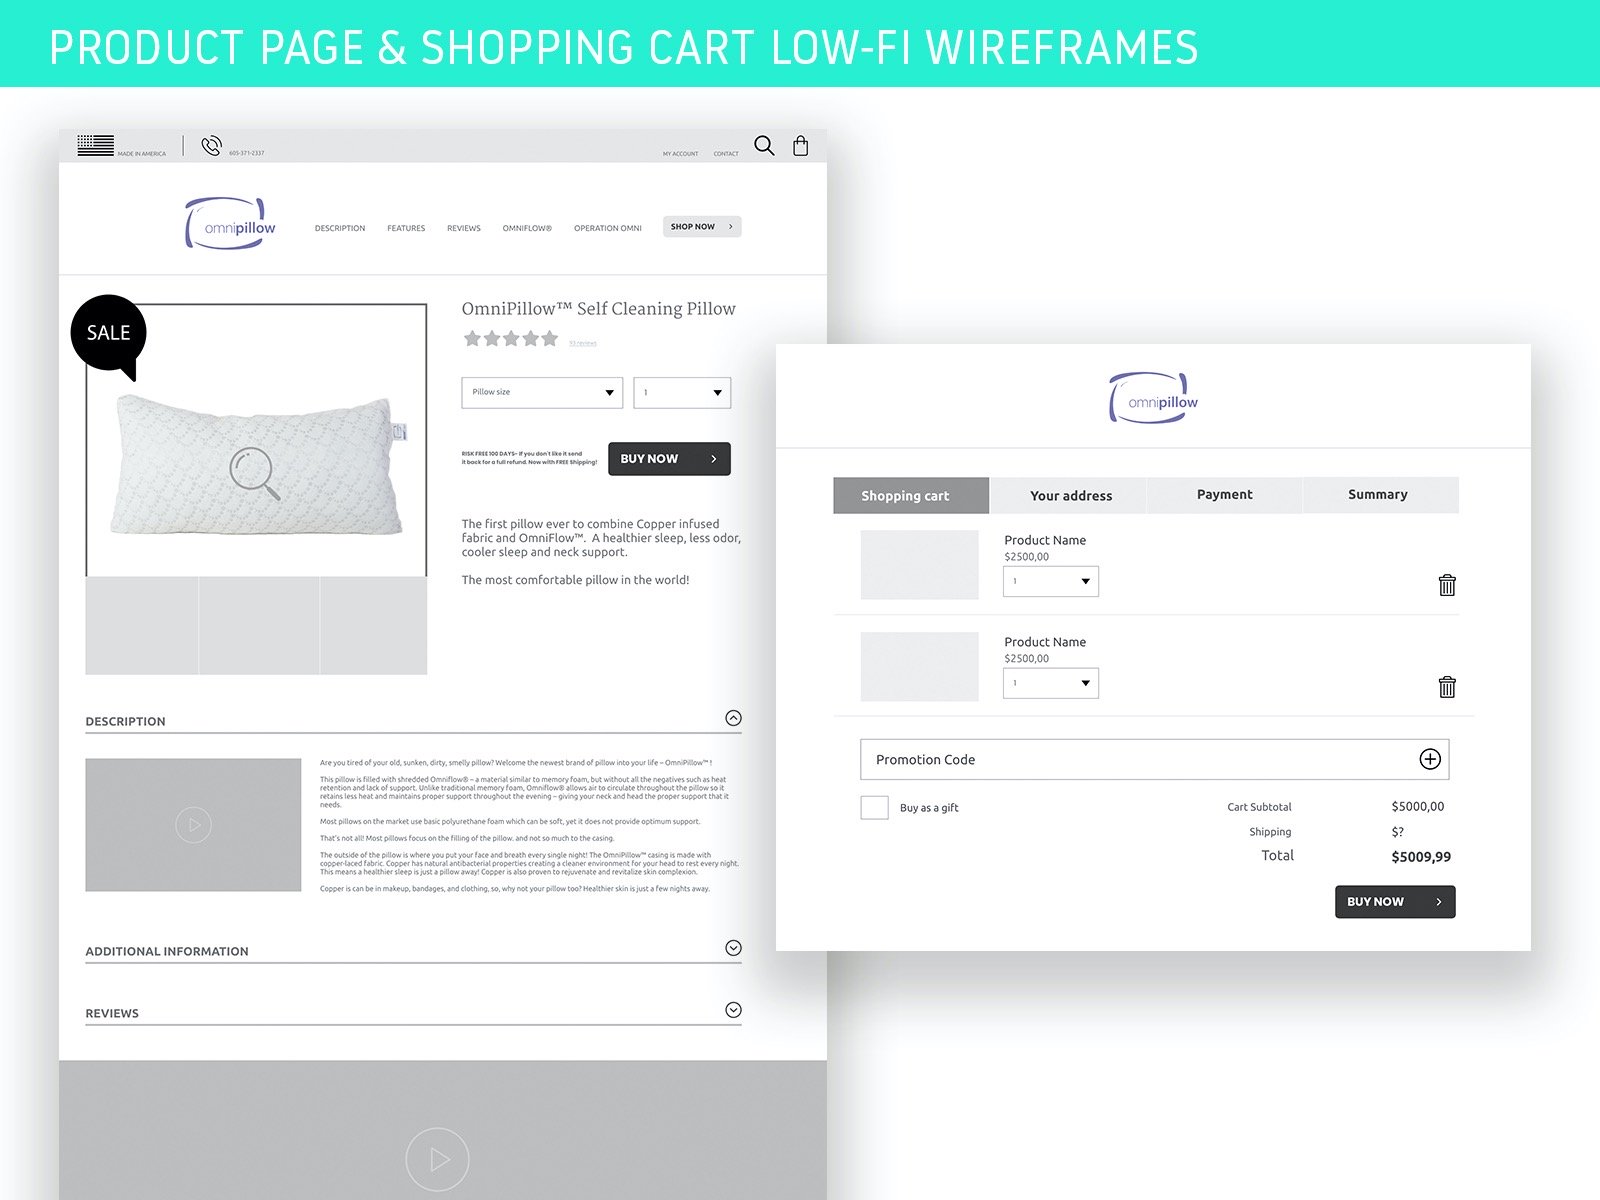 PRODUCT PAGE & SHOPPING CART LOW-FI WIREFRAMES
MADE IN AMERICA
605-371-2337
MY ACCOUNT
CONTACT
omnipillow
DESCRIPTION
FEATURES
REVIEWS
OMNIFLOW®
OPERATION OMNI
SHOP NOW
SALE
OmniPillow™ Self Cleaning Pillow
93 reviews
Pillow size
1
RISK FREE 100 DAYS- If you don't like it send
it back for a full refund. Now with FREE Shipping!
BUY NOW
The first pillow ever to combine Copper infused
fabric and OmniFlow™. A healthier sleep, less odor,
cooler sleep and neck support.
The most comfortable pillow in the world!
DESCRIPTION
Are you tired of your old, sunken, dirty, smelly pillow? Welcome the newest brand of pillow into your life – OmniPillow™ !
This pillow is filled with shredded Omniflow® – a material similar to memory foam, but without all the negatives such as heat
retention and lack of support. Unlike traditional memory foam, Omniflow® allows air to circulate throughout the pillow so it
retains less heat and maintains proper support throughout the evening – giving your neck and head the proper support that it
needs.
Most pillows on the market use basic polyurethane foam which can be soft, yet it does not provide optimum support.
That's not all! Most pillows focus on the filling of the pillow. and not so much to the casing.
The outside of the pillow is where you put your face and breath every single night! The OmniPillow™ casing is made with
copper-laced fabric. Copper has natural antibacterial properties creating a cleaner environment for your head to rest every night.
This means a healthier sleep is just a pillow away! Copper is also proven to rejuvenate and revitalize skin complexion.
Copper is can be in makeup, bandages, and clothing, so, why not your pillow too? Healthier skin is just a few nights away.
ADDITIONAL INFORMATION
REVIEWS
omnipillow
Shopping cart
Your address
Payment
Summary
Product Name
$2500,00
1
Product Name
$2500,00
1
Promotion Code
Buy as a gift
Cart Subtotal $5000,00
Shipping $?
Total $5009,99
BUY NOW